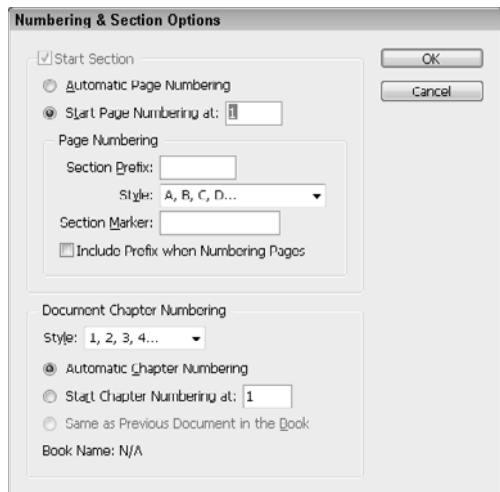 Numbering & Section Options
Start Section
OK
Automatic Page Numbering
Cancel
Start Page Numbering at: 1
Page Numbering
Section Prefix:
Style: A, B, C, D...
Section Marker:
Include Prefix when Numbering Pages
Document Chapter Numbering
Style: 1, 2, 3, 4...
Automatic Chapter Numbering
Start Chapter Numbering at: 1
Same as Previous Document in the Book
Book Name: N/A